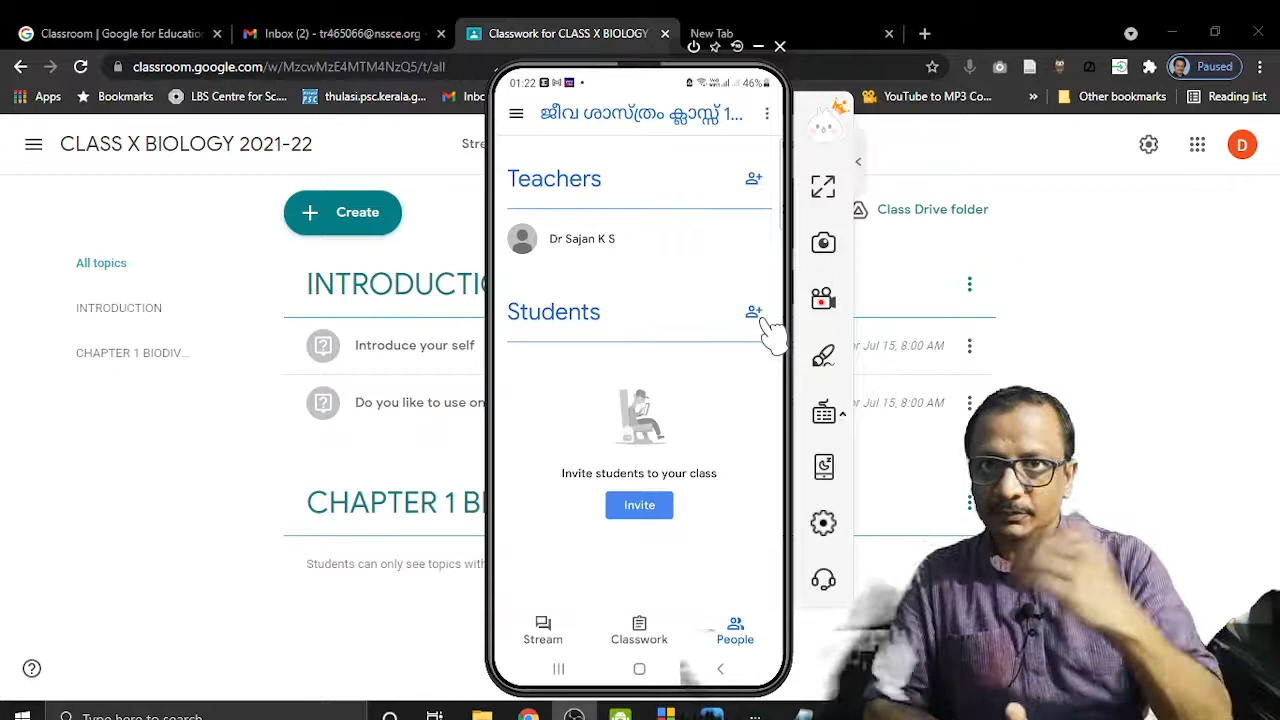 Classroom | Google for Educatio
Inbox (2) - tr465066@nssce.org
Classwork for CLASS X BIOLOGY
New Tab
classroom.google.com/w/MzcwMzE4MTM4NzQ5/t/all
Paused
Apps
Bookmarks
LBS Centre for Sc...
thulasi.psc.kerala.g...
Inbo
YouTube to MP3 Co...
Other bookmarks
Reading list
CLASS X BIOLOGY 2021-22
Stre
D
Create
Class Drive folder
All topics
INTRODUCTION
CHAPTER 1 BIODIV...
INTRODUCTIO
Introduce your self
Jul 15, 8:00 AM
Do you like to use on
Jul 15, 8:00 AM
CHAPTER 1 BI
Students can only see topics with
01:22
46%
ജീവ ശാസ്ത്രം ക്ലാസ്സ് 1...
Teachers
Dr Sajan K S
Students
Invite students to your class
Invite
Stream
Classwork
People
Type here to search